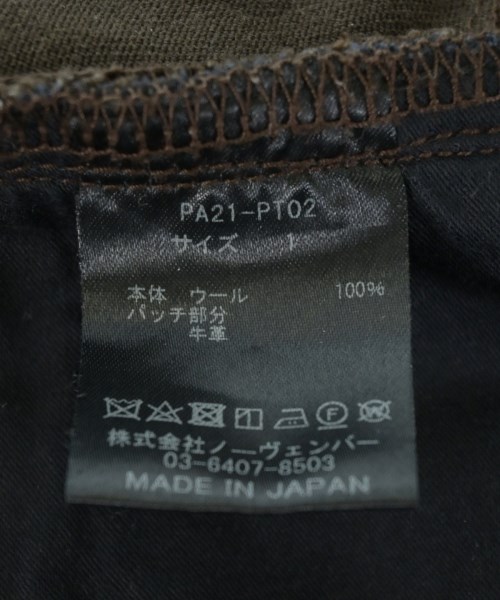 PA21-PT02
サイズ 1
本体 ウール 100%
パッチ部分
牛革
株式会社ノーヴェンバー
03-6407-8503
MADE IN JAPAN